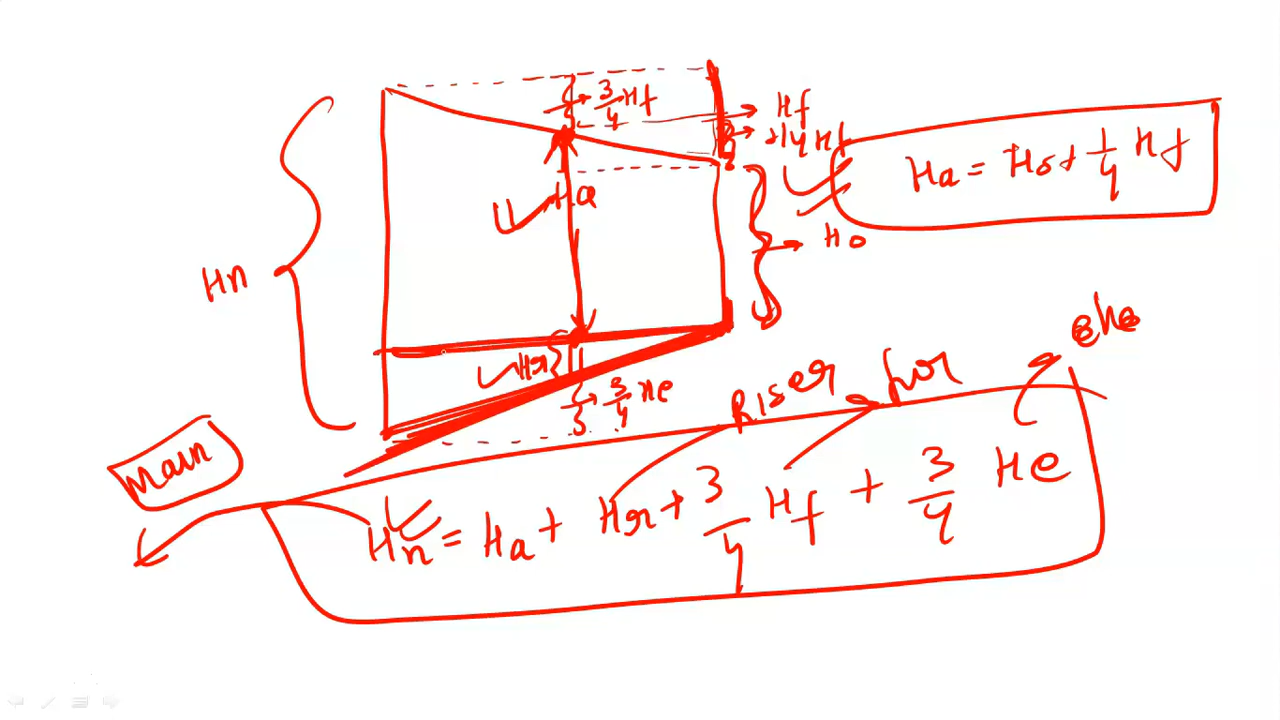 3/4 Hf
Hf
1/4 Hf
Ha = Ho + 1/4 Hf
Ha
Ho
Hn
Hr
3/4 He
Riser
for
main
Hn = Ha + Hr + 3/4 Hf + 3/4 He